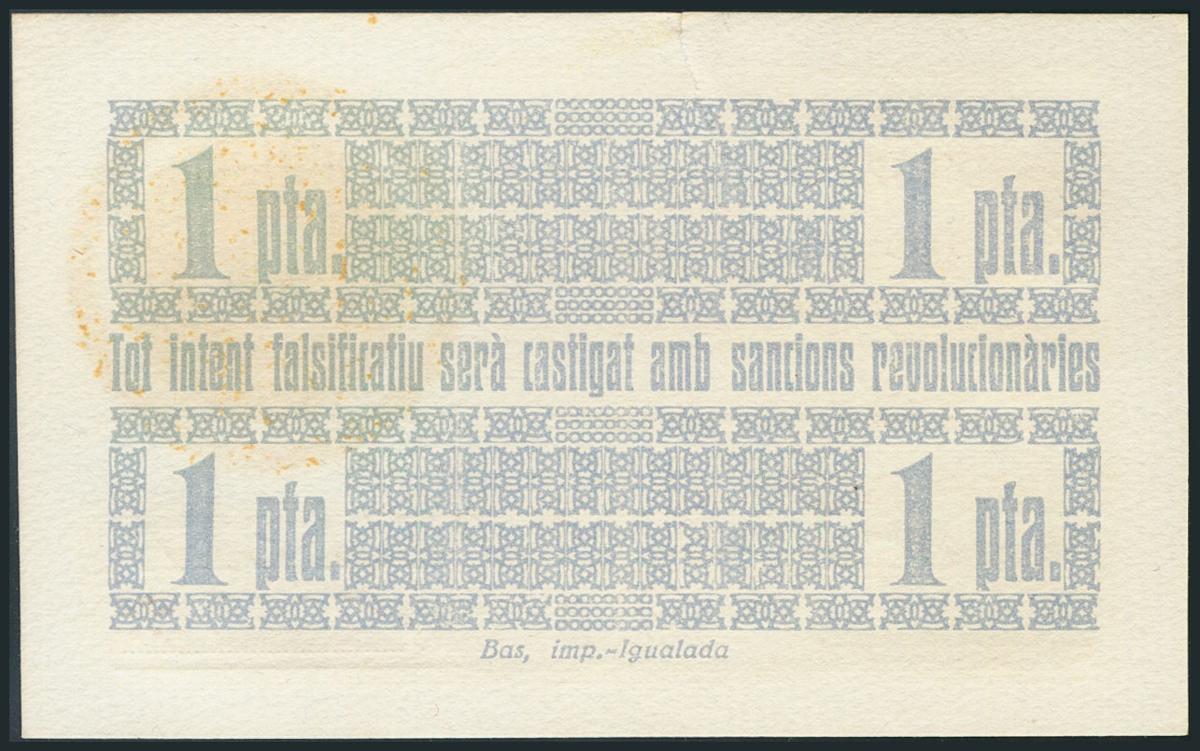 1 pta. 1 pta.
Tot intent falsificatiu serà castigat amb sancions revolucionàries
1 pta. 1 pta.
Bas, imp.-Igualada